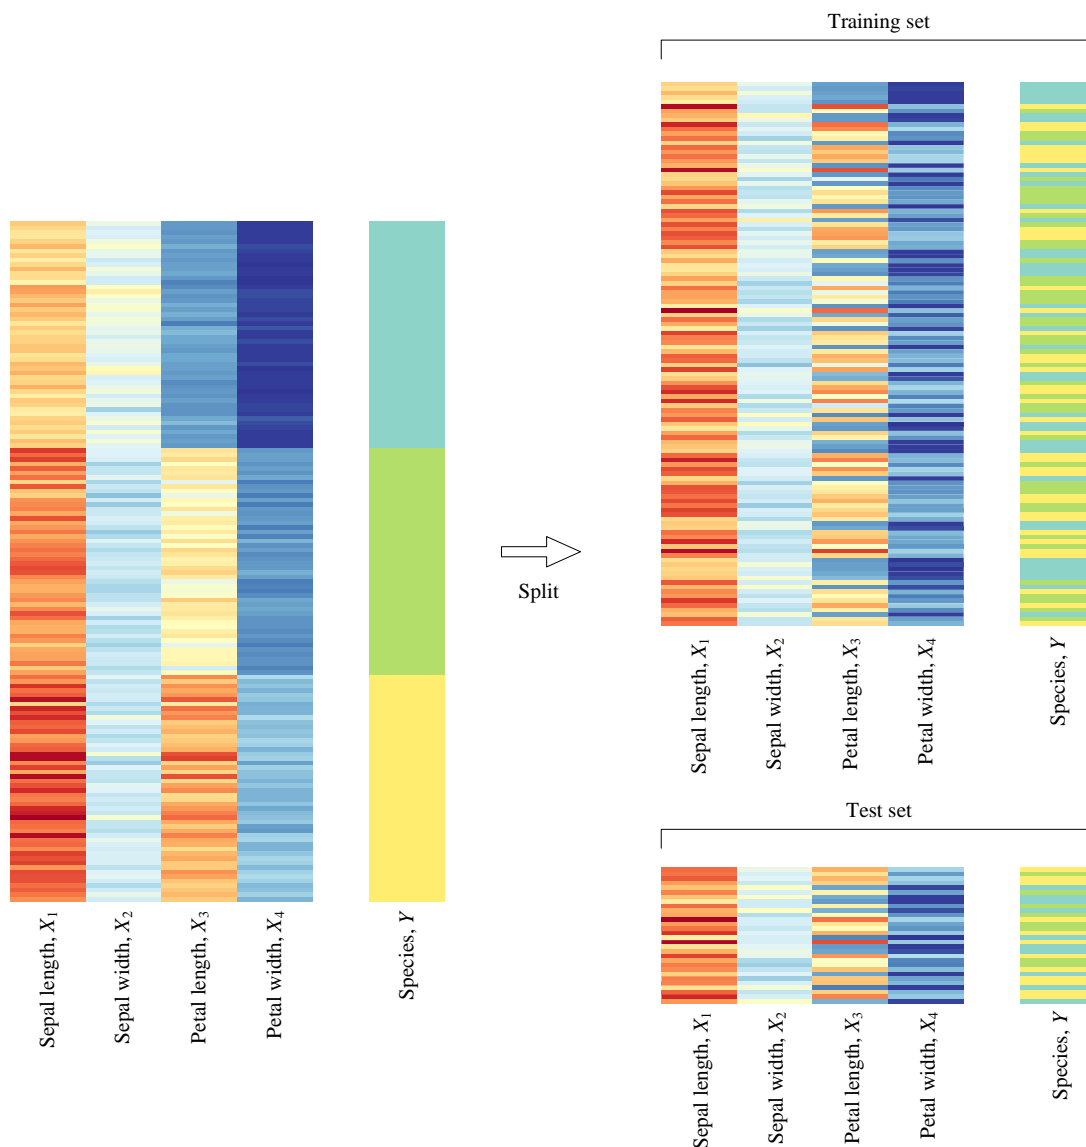 Training set
Sepal length, X1
Sepal width, X2
Petal length, X3
Petal width, X4
Species, Y
Split
Test set
Sepal length, X1
Sepal width, X2
Petal length, X3
Petal width, X4
Species, Y
Sepal length, X1
Sepal width, X2
Petal length, X3
Petal width, X4
Species, Y